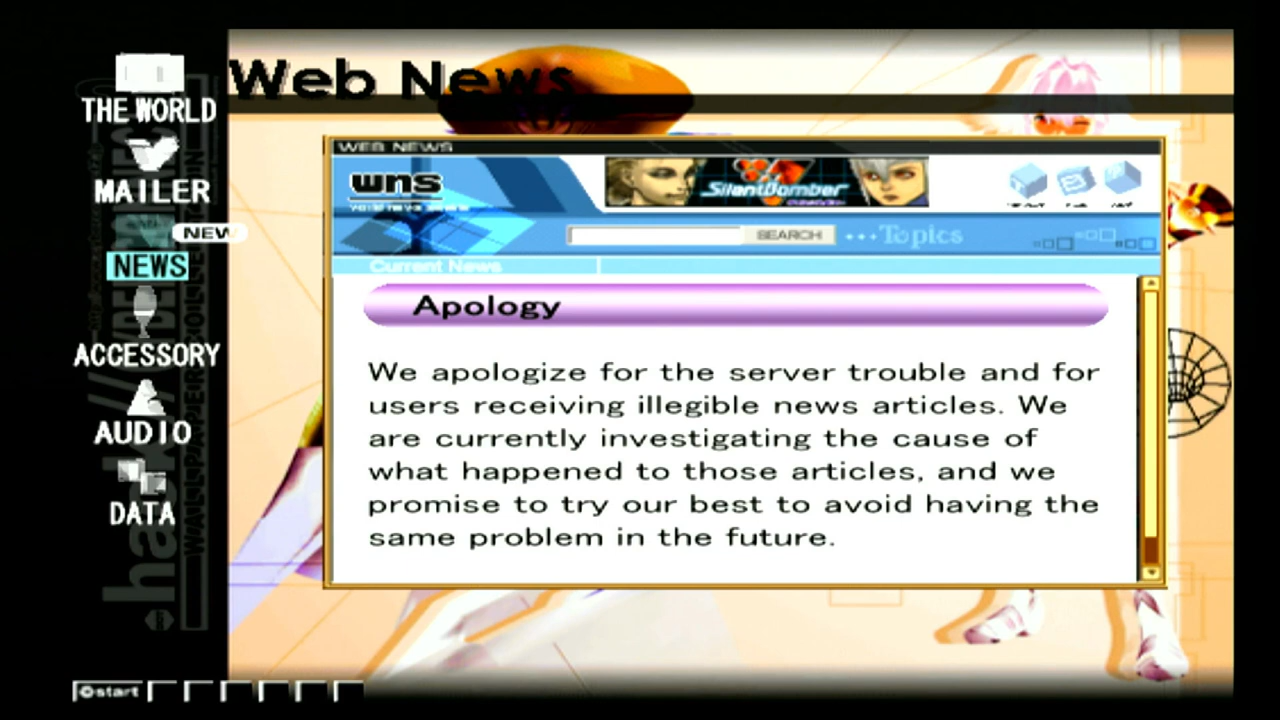 Web News
THE WORLD
MAILER
NEW
NEWS
ACCESSORY
AUDIO
DATA
WEB NEWS
wns
SilentBomber
SEARCH
•••Topics
Current News
Apology
We apologize for the server trouble and for
users receiving illegible news articles. We
are currently investigating the cause of
what happened to those articles, and we
promise to try our best to avoid having the
same problem in the future.
.hack//
start